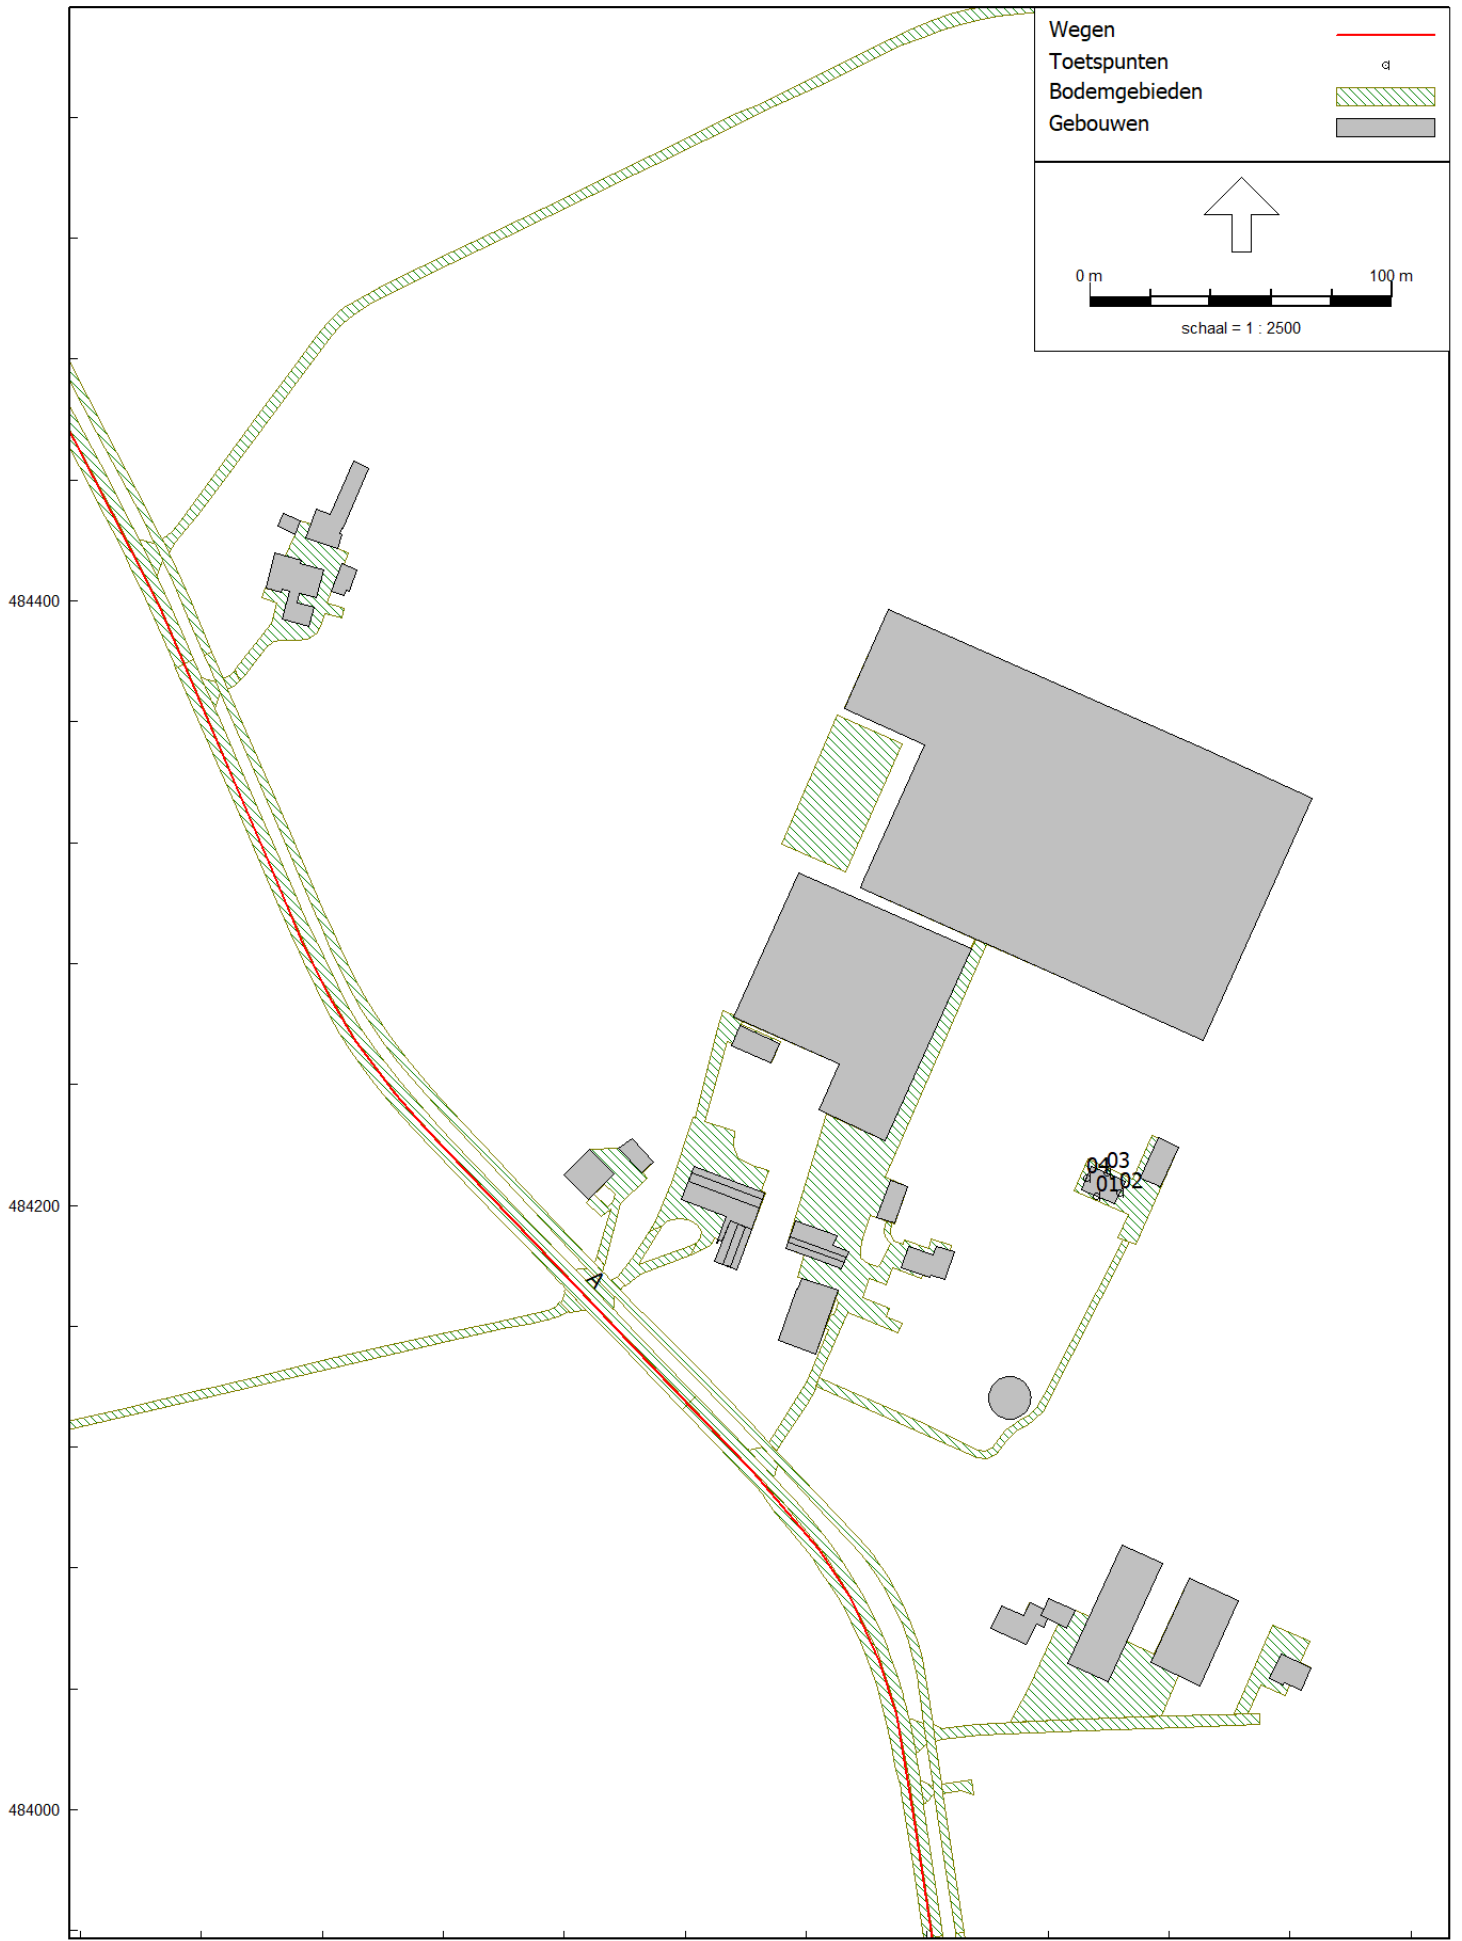 Wegen
Toetspunten
Bodemgebieden
Gebouwen
0 m 100 m
schaal = 1 : 2500
484400
04 03
01 02
484200
A
484000